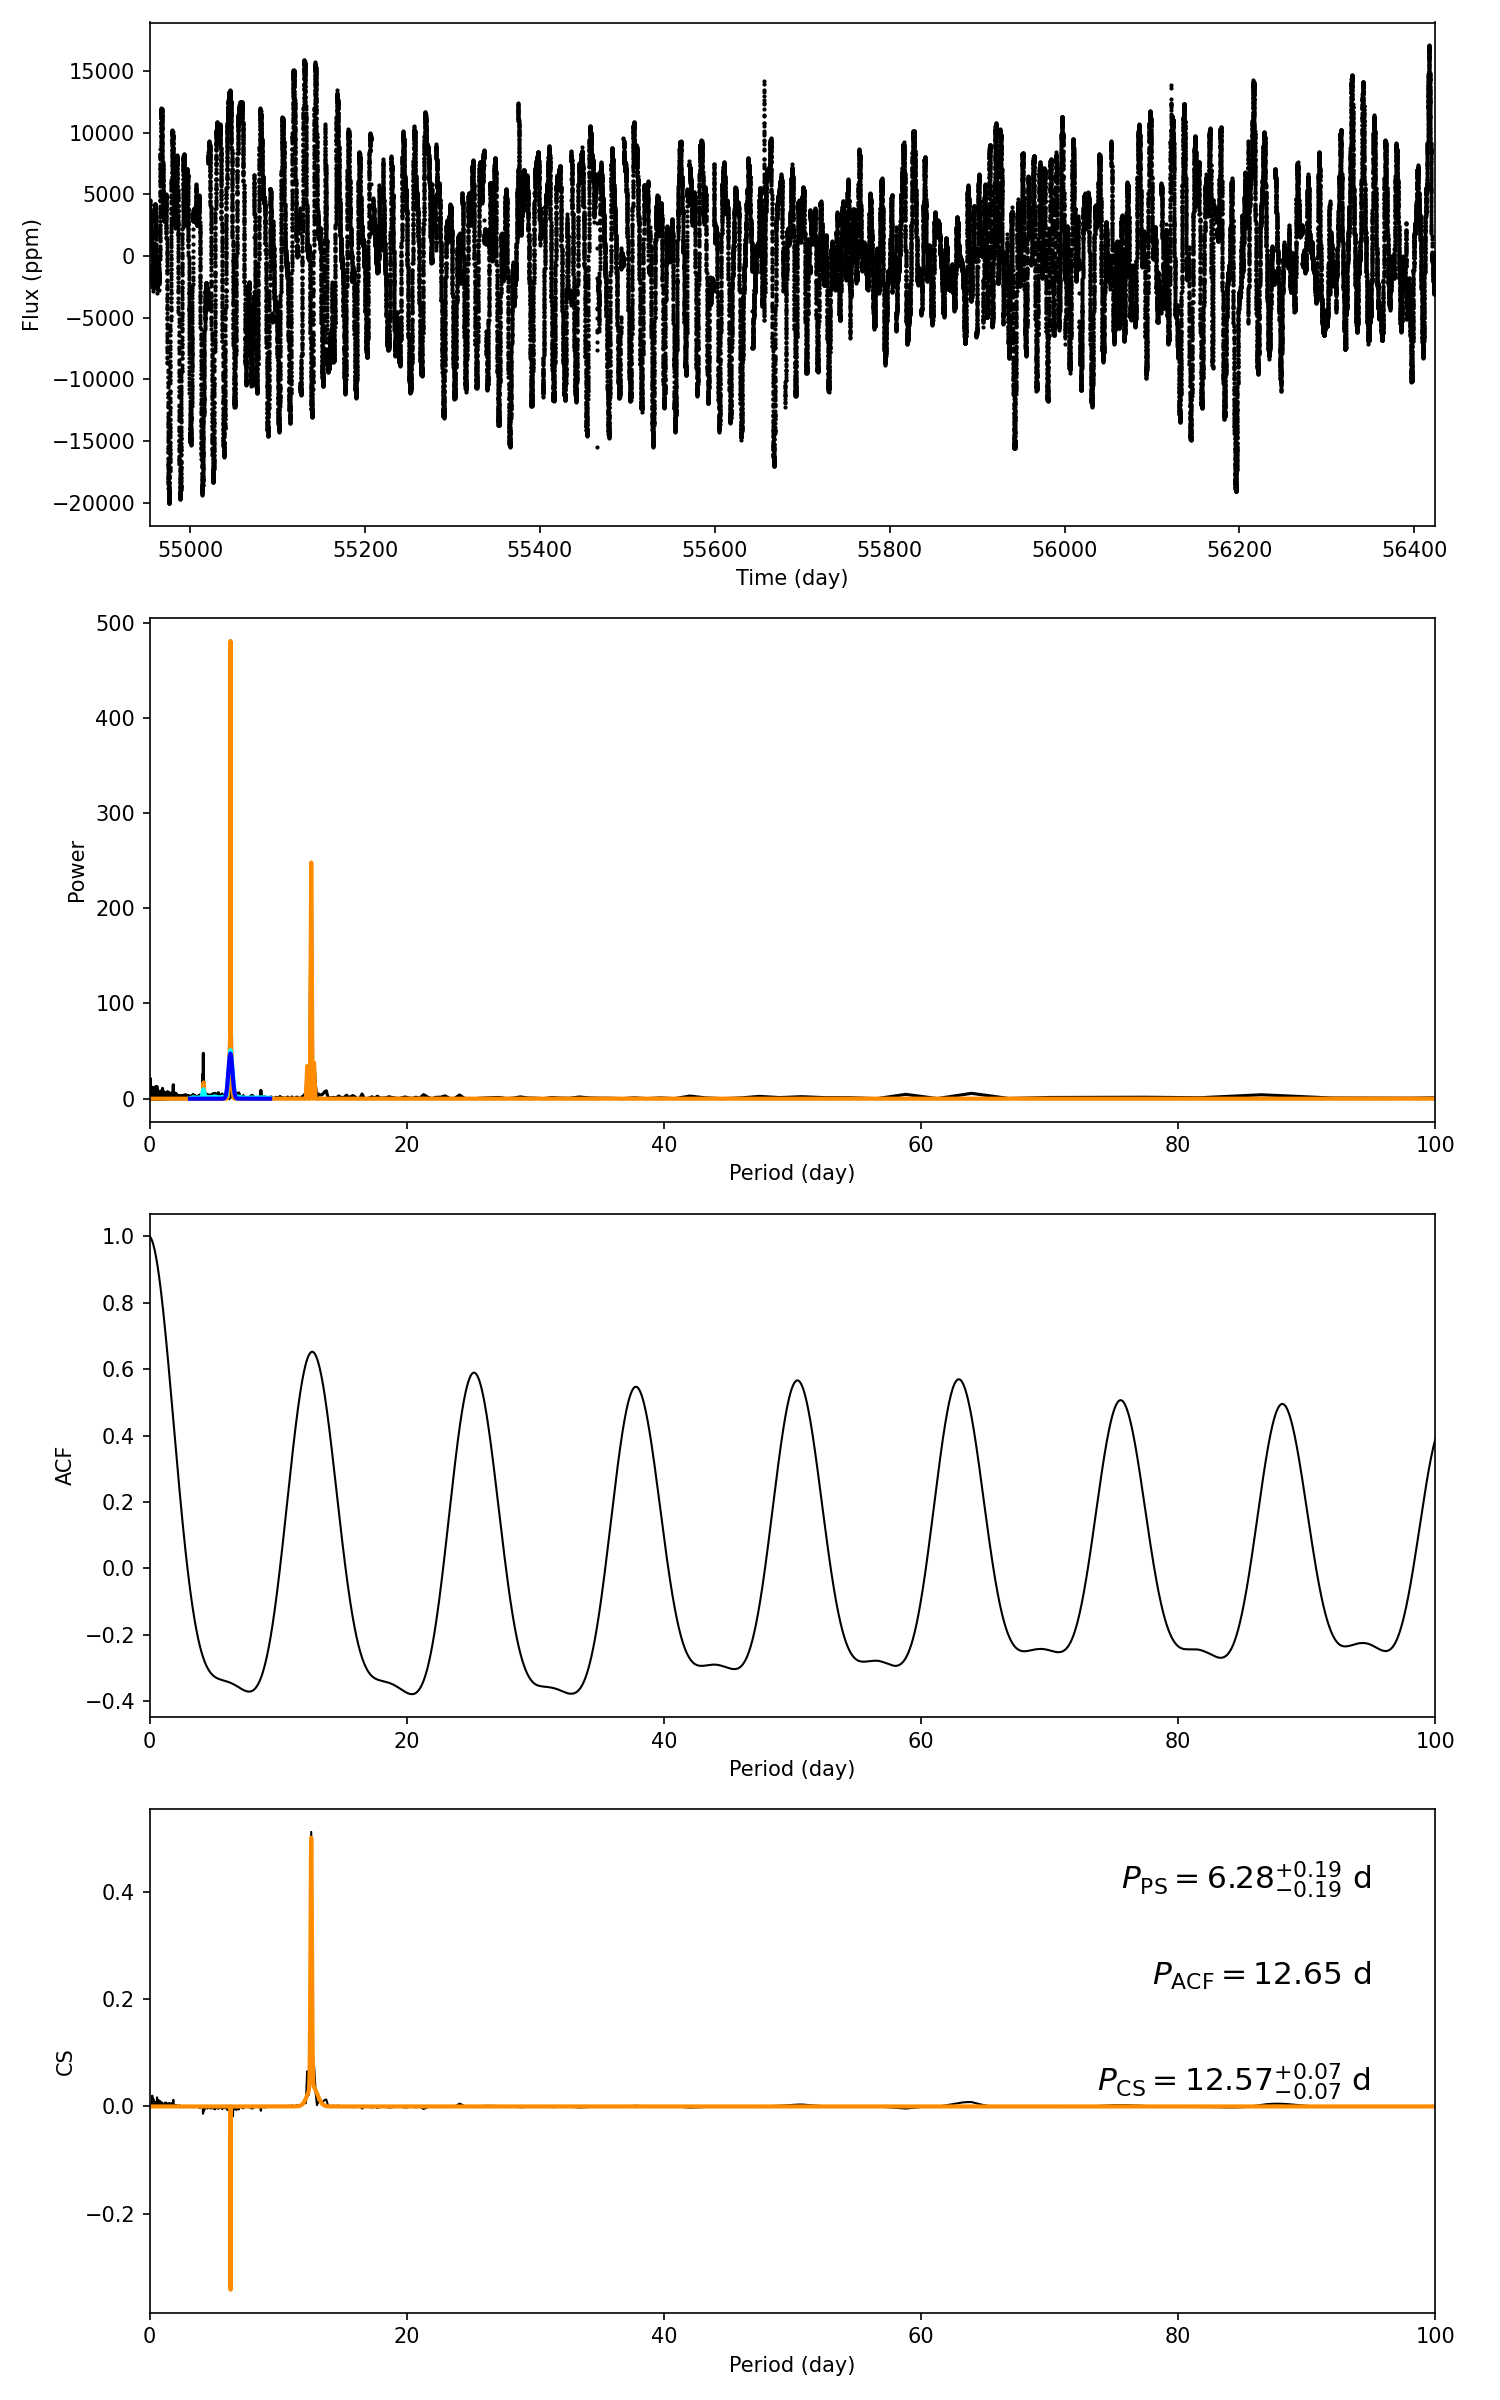 15000
10000
5000
0
−5000
−10000
−15000
−20000
Flux (ppm)
55000 55200 55400 55600 55800 56000 56200 56400
Time (day)
500
400
300
200
100
0
Power
0 20 40 60 80 100
Period (day)
1.0
0.8
0.6
0.4
0.2
0.0
−0.2
−0.4
ACF
0 20 40 60 80 100
Period (day)
0.4
0.2
0.0
−0.2
CS
P_PS = 6.28^{+0.19}_{−0.19} d
P_ACF = 12.65 d
P_CS = 12.57^{+0.07}_{−0.07} d
0 20 40 60 80 100
Period (day)